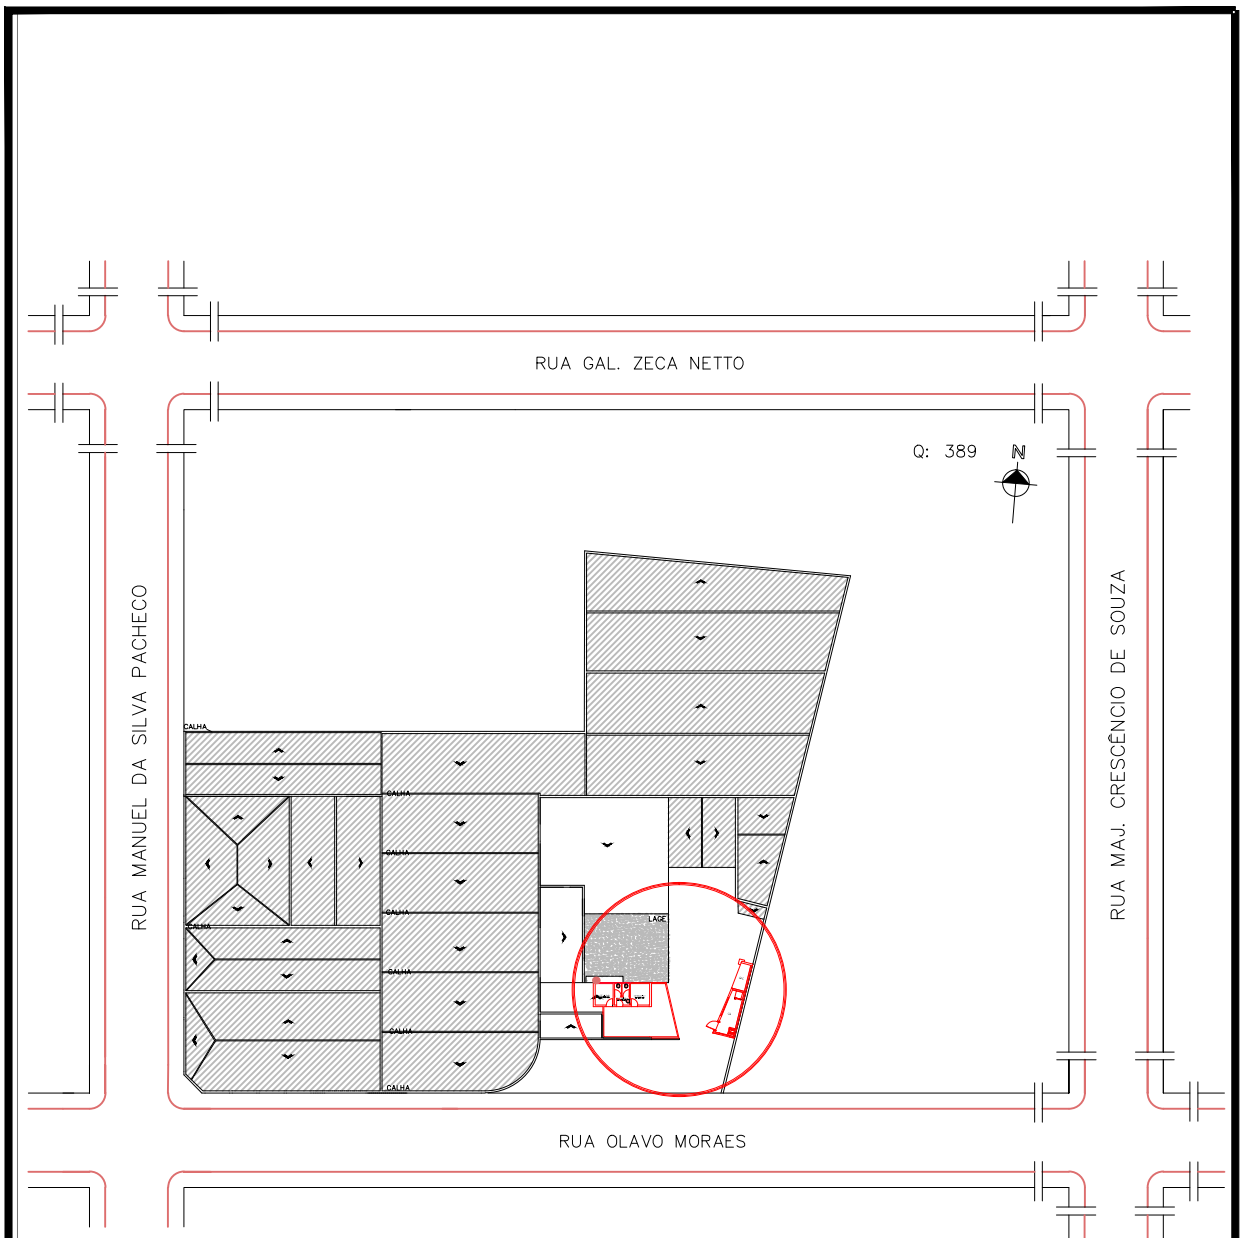 RUA GAL. ZECA NETTO
Q: 389 N
RUA MANUEL DA SILVA PACHECO
RUA MAJ. CRESCÊNCIO DE SOUZA
CALHA
CALHA
CALHA
CALHA
LAGE
CALHA
CALHA
CALHA
CALHA
RUA OLAVO MORAES